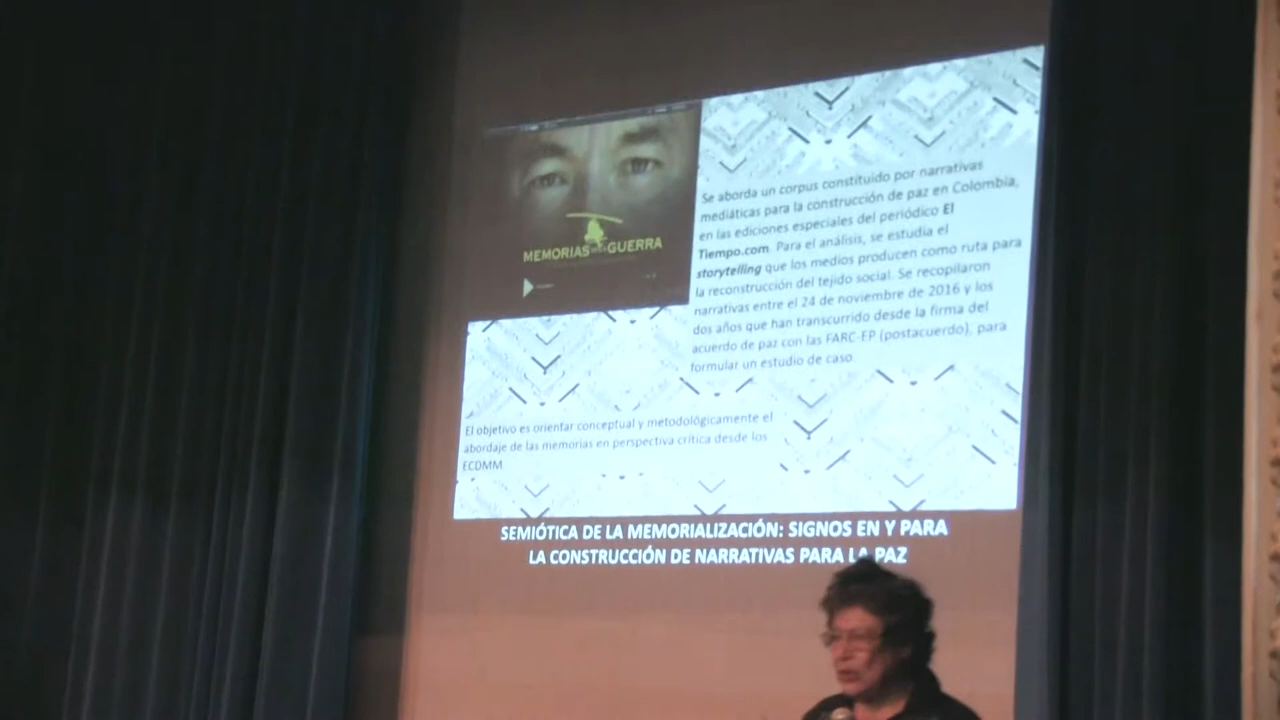 MEMORIAS GUERRA
Se aborda un corpus constituido por narrativas
mediáticas para la construcción de paz en Colombia,
en las ediciones especiales del periódico El
Tiempo.com. Para el análisis, se estudia el
storytelling que los medios producen como ruta para
la reconstrucción del tejido social. Se recopilaron
narrativas entre el 24 de noviembre de 2016 y los
dos años que han transcurrido desde la firma del
acuerdo de paz con las FARC-EP (postacuerdo), para
formular un estudio de caso.
El objetivo es orientar conceptual y metodológicamente el
abordaje de las memorias en perspectiva crítica desde los
ECDMM
SEMIÓTICA DE LA MEMORIALIZACIÓN: SIGNOS EN Y PARA
LA CONSTRUCCIÓN DE NARRATIVAS PARA LA PAZ